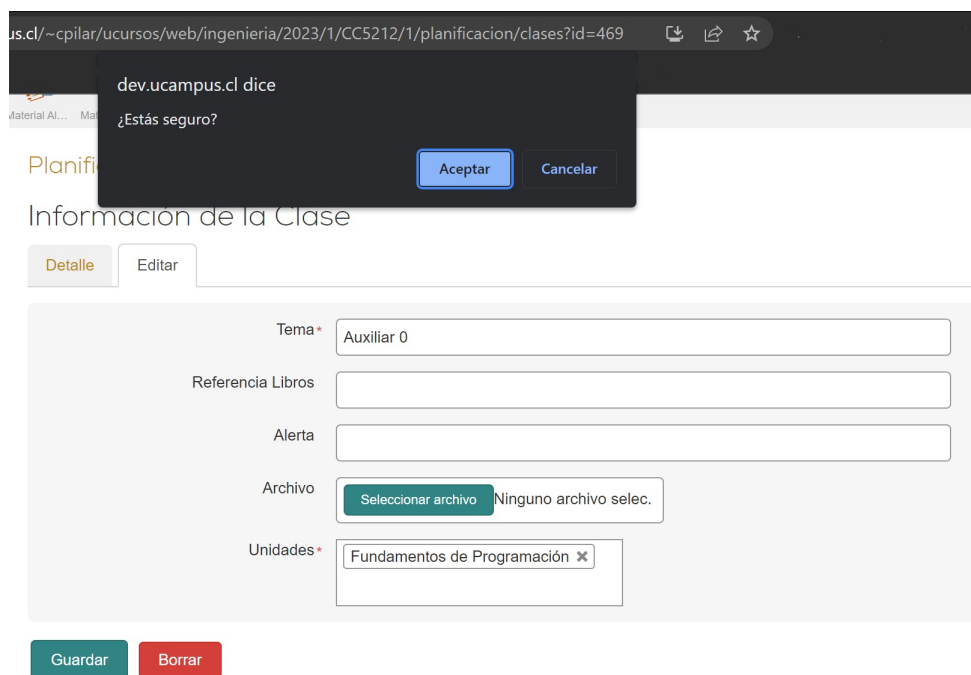 us.cl/~cpilar/ucursos/web/ingenieria/2023/1/CC5212/1/planificacion/clases?id=469
dev.ucampus.cl dice
¿Estás seguro?
Aceptar Cancelar
Material Al... Mat
Planifi
Información de la Clase
Detalle Editar
Tema* Auxiliar 0
Referencia Libros
Alerta
Archivo Seleccionar archivo Ninguno archivo selec.
Unidades* Fundamentos de Programación ✖
Guardar Borrar